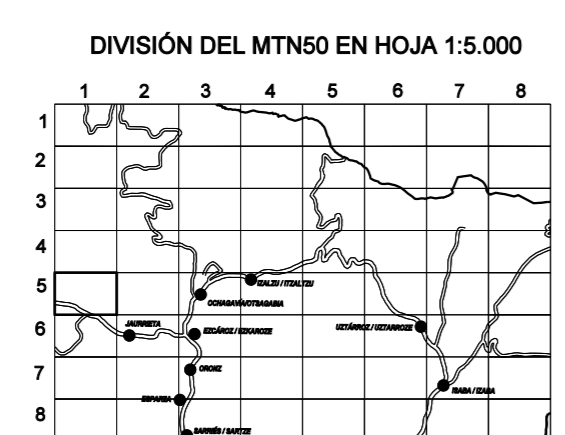 DIVISIÓN DEL MTN50 EN HOJA 1:5.000
1 2 3 4 5 6 7 8
1
2
3
4
5
IZALZU / ITZALTZU
OCHAGAVÍA/OTSAGABIA
6
JAURRIETA
EZCÁROZ / EZKAROZE
UZTÁRROZ / UZTARROZE
7
ORONZ
ISABA / IZABA
8
ESPARZA
SARRIÉS / SARTZE